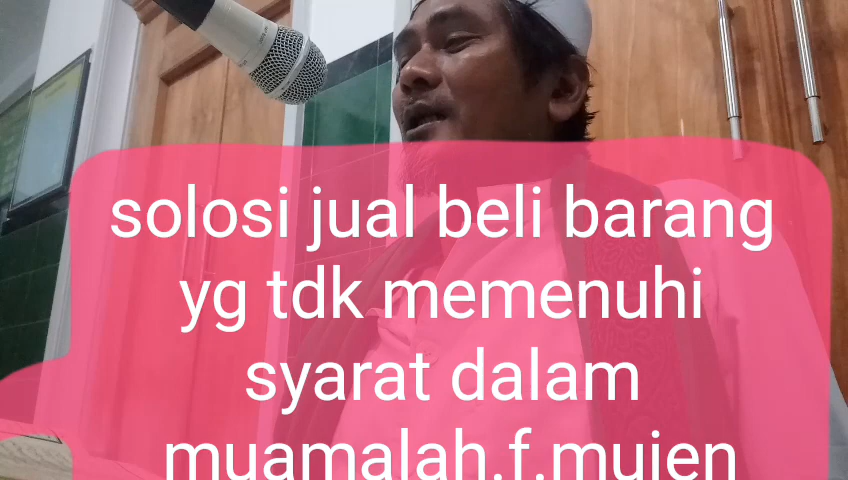 solosi jual beli barang
yg tdk memenuhi
syarat dalam
muamalah.f.mujen